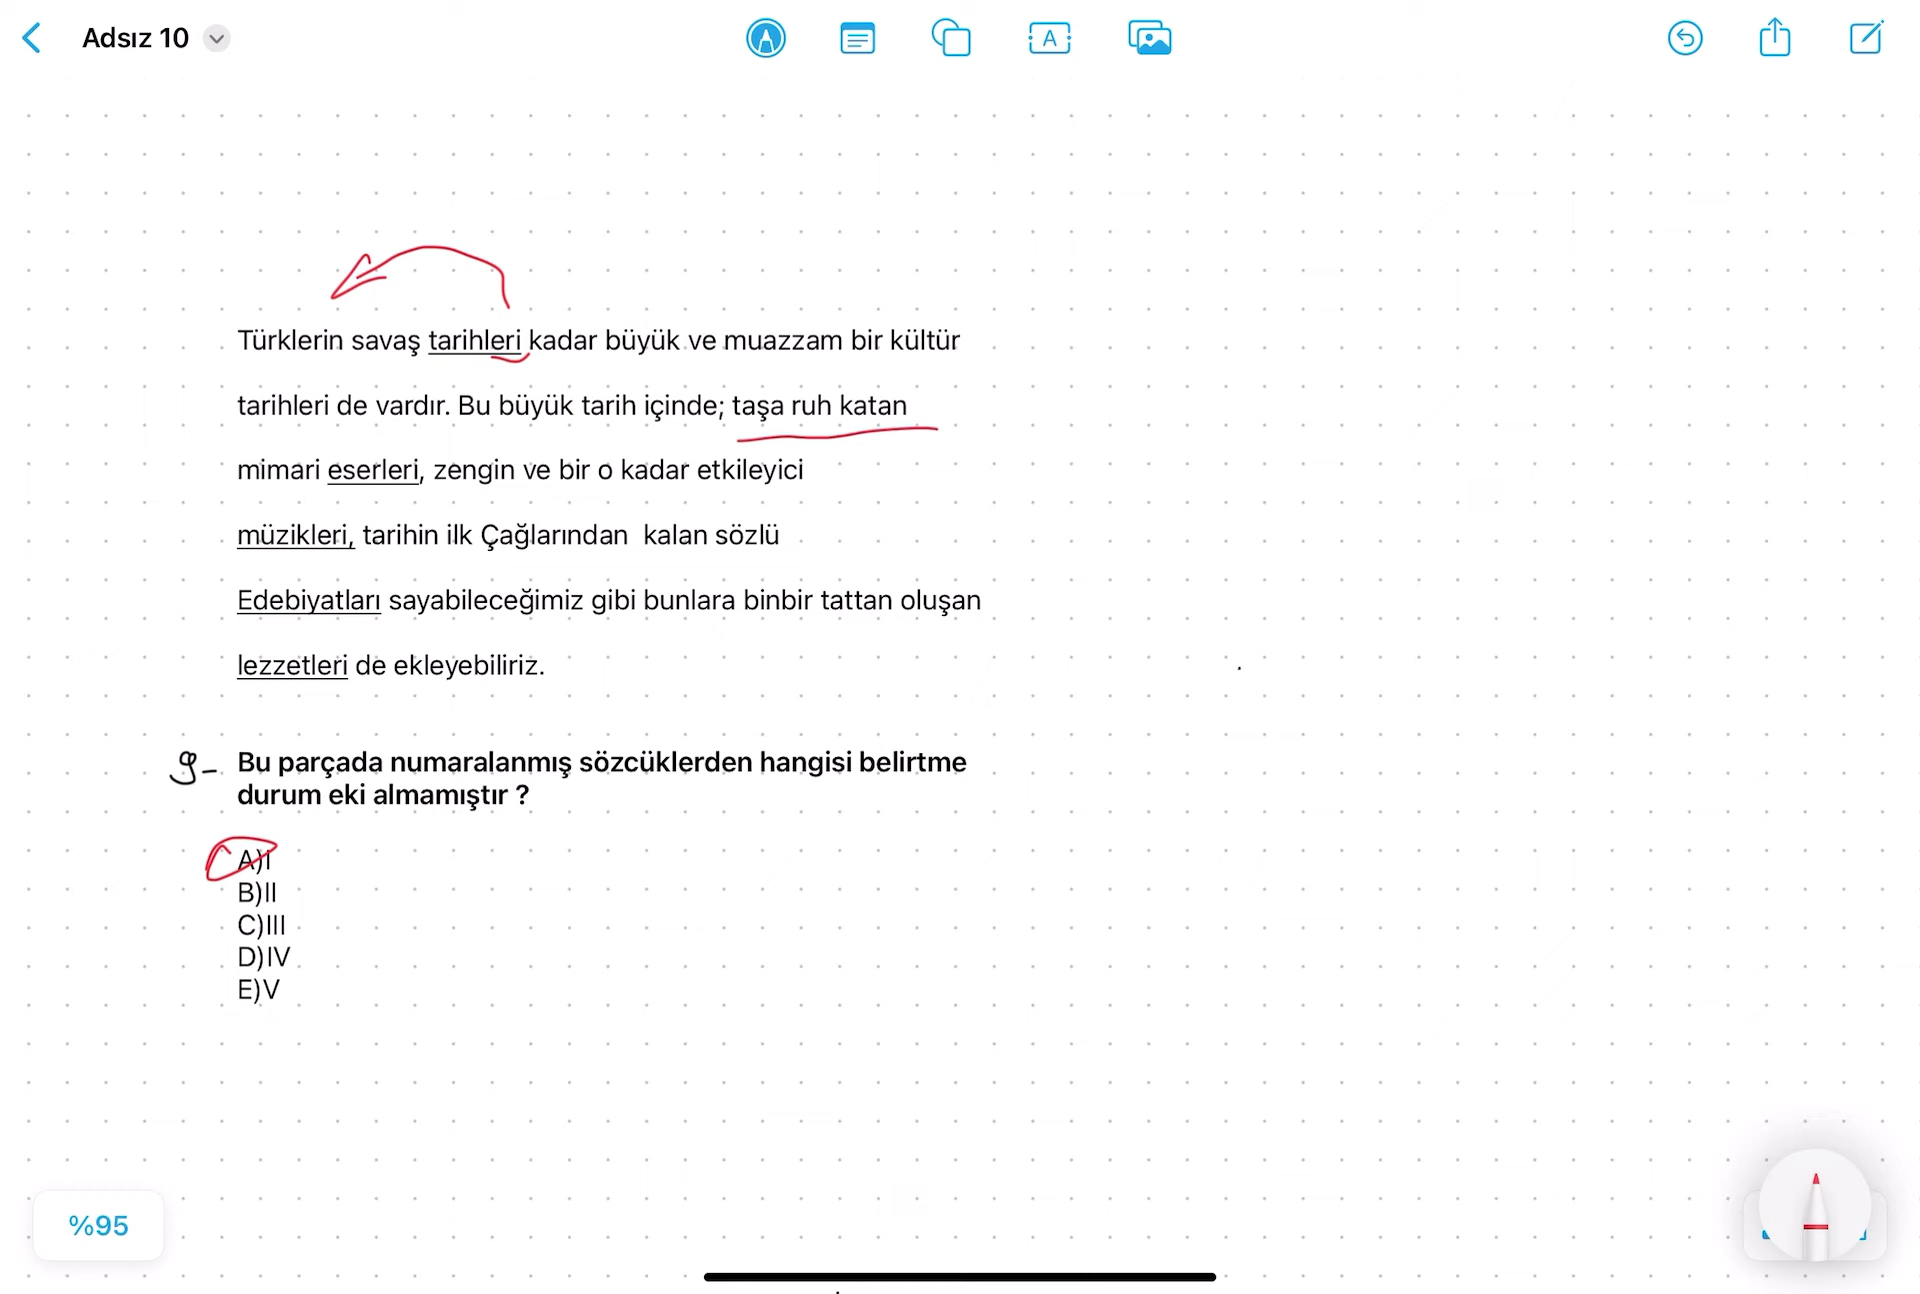 Adsız 10
Türklerin savaş tarihleri kadar büyük ve muazzam bir kültür
tarihleri de vardır. Bu büyük tarih içinde; taşa ruh katan
mimari eserleri, zengin ve bir o kadar etkileyici
müzikleri, tarihin ilk Çağlarından kalan sözlü
Edebiyatları sayabileceğimiz gibi bunlara binbir tattan oluşan
lezzetleri de ekleyebiliriz.
9- Bu parçada numaralanmış sözcüklerden hangisi belirtme
durum eki almamıştır ?
A)I
B)II
C)III
D)IV
E)V
%95